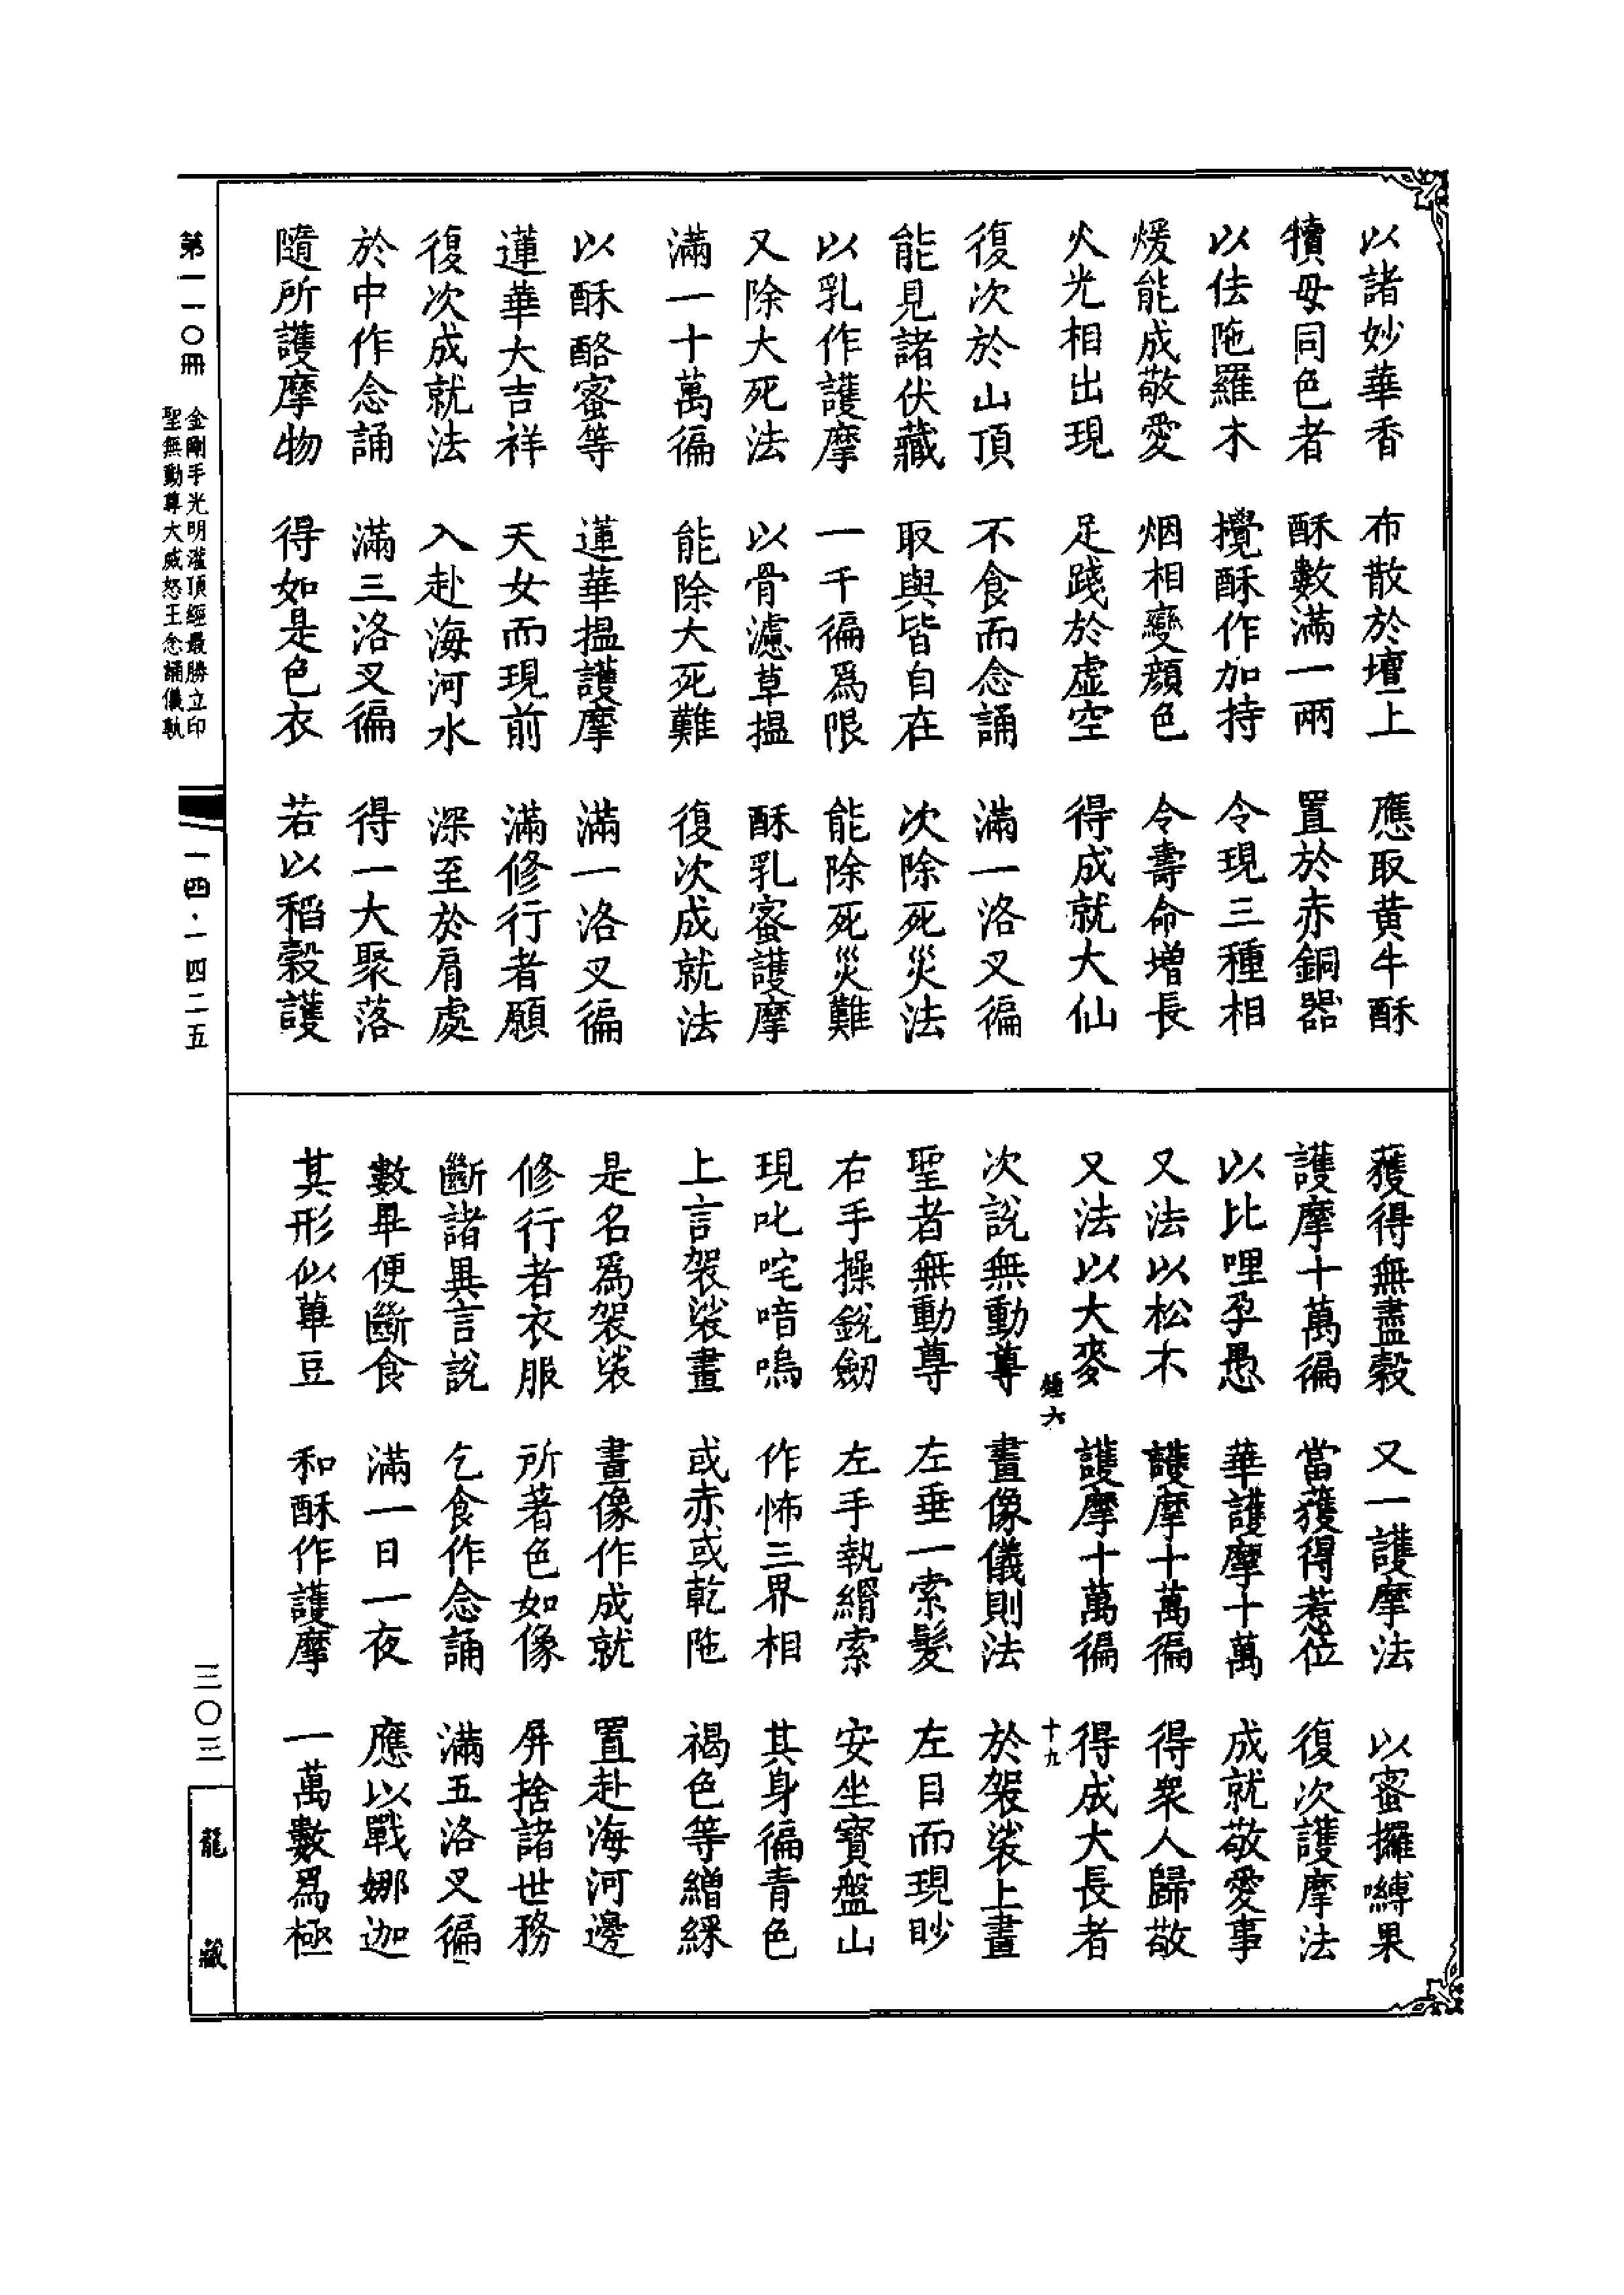 以諸妙華香 布散於壇上 應取黃牛酥
犢母同色者 酥數滿一兩 置於赤銅器
以佉陁羅木 攪酥作加持 令現三種相
煖能成敬愛 烟相變顏色 令壽命增長
火光相出現 足踐於虛空 得成就大仙
復次於山頂 不食而念誦 滿一洛叉徧
能見諸伏藏 取與皆自在 次除死災法
以乳作護摩 一千徧爲限 能除死災難
又除大死法 以骨濾草搵 酥乳蜜護摩
滿一十萬徧 能除大死難 復次成就法
以酥酪蜜等 蓮華搵護摩 滿一洛叉徧
蓮華大吉祥 天女而現前 滿修行者願
復次成就法 入赴海河水 深至於肩處
於中作念誦 滿三洛叉徧 得一大聚落
隨所護摩物 得如是色衣 若以稻穀護
獲得無盡穀 又一護摩法 以蜜攞嚩果
護摩十萬徧 當獲得惹位 復次護摩法
以比哩孕愚 華護摩十萬 成就敬愛事
又法以松木 護摩十萬徧 得衆人歸敬
又法以大麥 護摩十萬徧 得成大長者
六 十九
次說無動尊 畫像儀則法 於袈裟上畫
聖者無動尊 左垂一索髮 左目而現眇
右手操銳劒 左手執羂索 安坐寶盤山
現叱咤喑嗚 作怖三界相 其身徧青色
上言袈裟畫 或赤或乾陁 褐色等繒綵
是名爲袈裟 畫像作成就 置赴海河邊
修行者衣服 所著色如像 屏捨諸世務
斷諸異言說 乞食作念誦 滿五洛叉徧
數畢便斷食 滿一日一夜 應以戰娜迦
其形似蓽豆 和酥作護摩 一萬數爲極
第一一〇冊
金剛手光明灌頂經最勝立印
聖無動尊大威怒王念誦儀軌
一四·一四二五
三〇三
龍藏